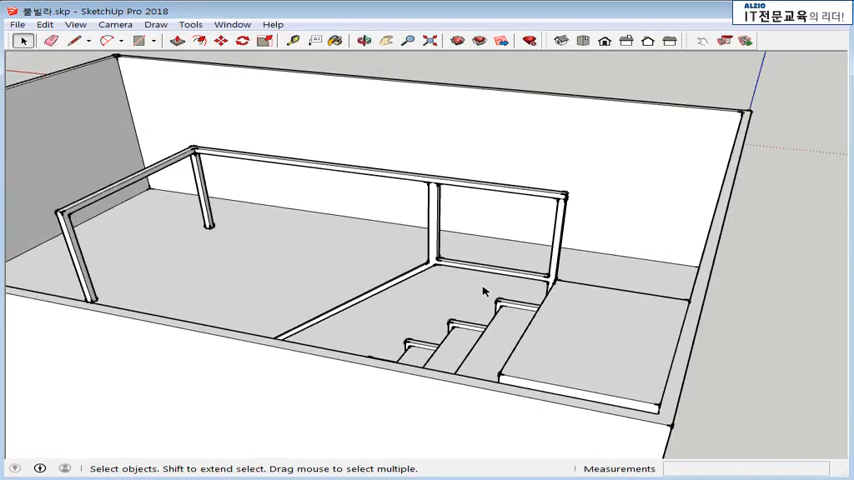 풀빌라.skp - SketchUp Pro 2018
ALZIO
IT전문교육의 리더!
File Edit View Camera Draw Tools Window Help
Select objects. Shift to extend select. Drag mouse to select multiple.
Measurements